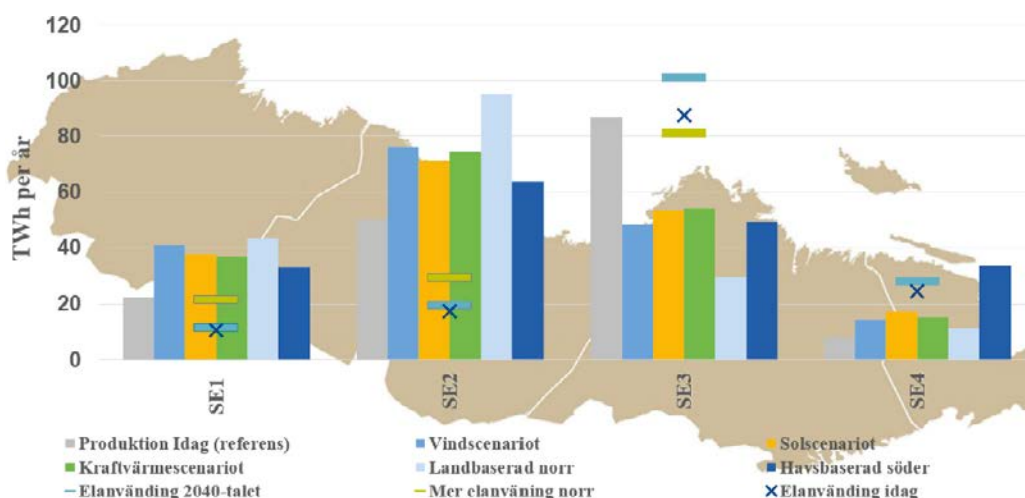 120
100
80
60
40
20
0
TWh per år
SE1
SE2
SE3
SE4
Produktion Idag (referens)
Vindscenariot
Solscenariot
Kraftvärmescenariot
Landbaserad norr
Havsbaserad söder
Elanvänding 2040-talet
Mer elanväning norr
Elanvänding idag